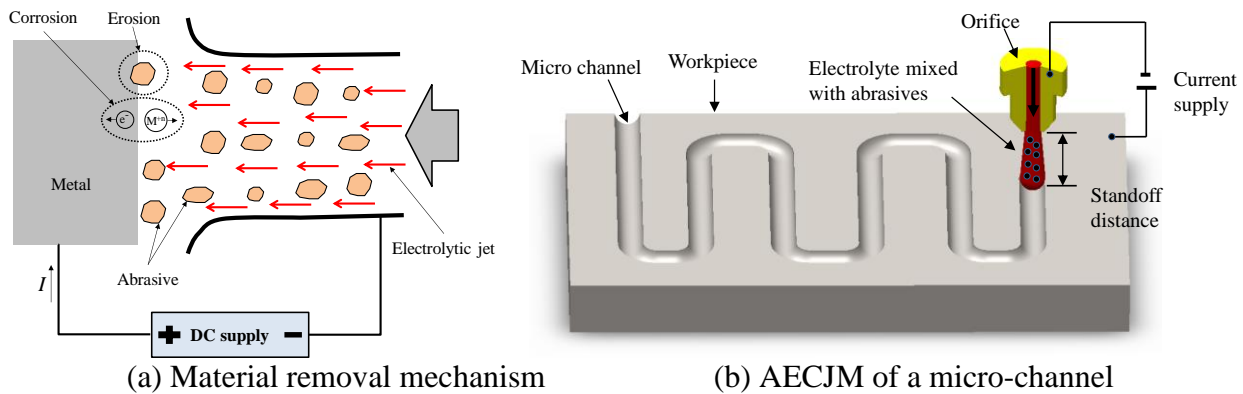 Corrosion
Erosion
e⁻
M⁺ⁿ
Metal
Abrasive
Electrolytic jet
I
+ DC supply −
(a) Material removal mechanism
Orifice
Micro channel
Workpiece
Electrolyte mixed
with abrasives
Current
supply
Standoff
distance
(b) AECJM of a micro-channel